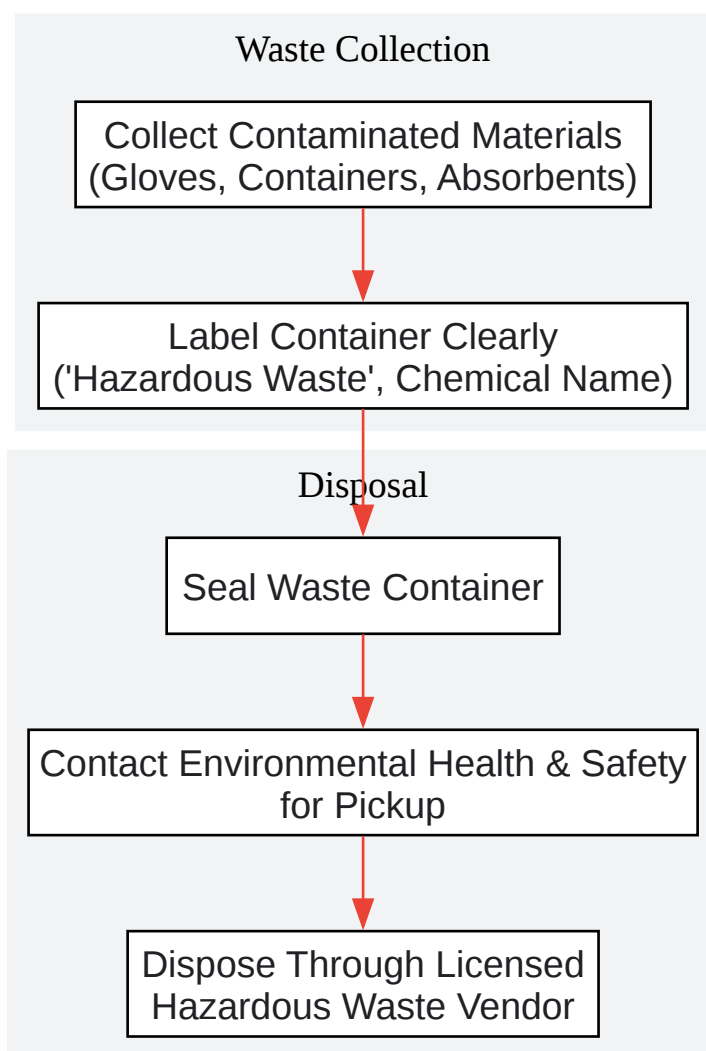 Waste Collection
Collect Contaminated Materials
(Gloves, Containers, Absorbents)
Label Container Clearly
('Hazardous Waste', Chemical Name)
Disposal
Seal Waste Container
Contact Environmental Health & Safety
for Pickup
Dispose Through Licensed
Hazardous Waste Vendor